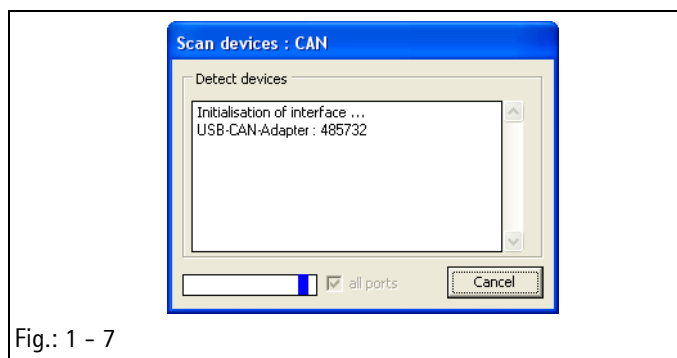 Scan devices : CAN
Detect devices
Initialisation of interface ...
USB-CAN-Adapter : 485732
all ports
Cancel
Fig.: 1 - 7